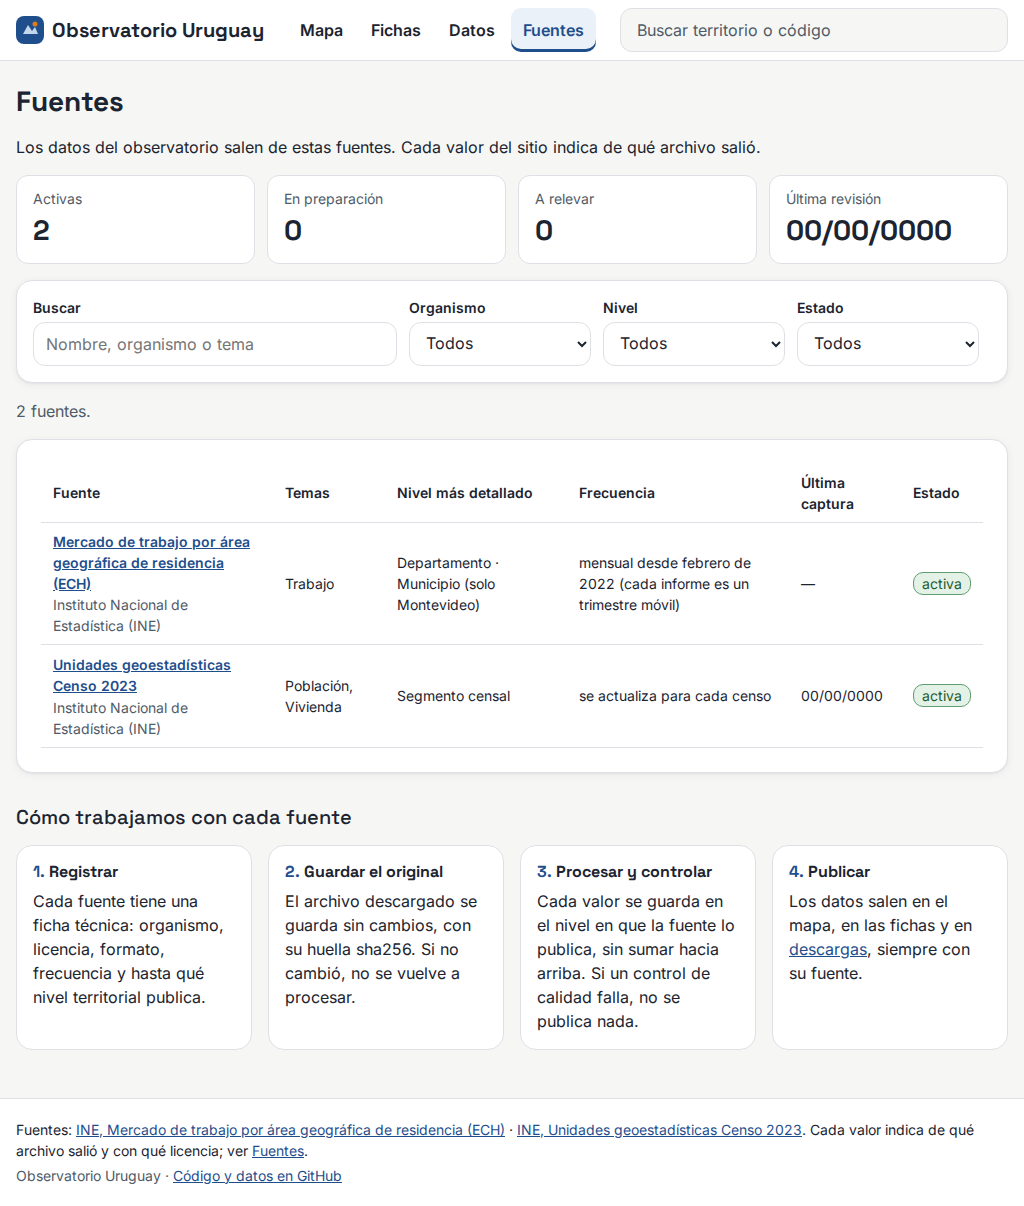 Observatorio Uruguay
Mapa
Fichas
Datos
Fuentes
Buscar territorio o código
Fuentes
Los datos del observatorio salen de estas fuentes. Cada valor del sitio indica de qué archivo salió.
Activas
2
En preparación
0
A relevar
0
Última revisión
00/00/0000
Buscar
Nombre, organismo o tema
Organismo
Todos
Nivel
Todos
Estado
Todos
2 fuentes.
Fuente
Temas
Nivel más detallado
Frecuencia
Última
captura
Estado
Mercado de trabajo por área
geográfica de residencia
(ECH)
Instituto Nacional de
Estadística (INE)
Trabajo
Departamento ·
Municipio (solo
Montevideo)
mensual desde febrero de
2022 (cada informe es un
trimestre móvil)
—
activa
Unidades geoestadísticas
Censo 2023
Instituto Nacional de
Estadística (INE)
Población,
Vivienda
Segmento censal
se actualiza para cada censo
00/00/0000
activa
Cómo trabajamos con cada fuente
1. Registrar
Cada fuente tiene una
ficha técnica: organismo,
licencia, formato,
frecuencia y hasta qué
nivel territorial publica.
2. Guardar el original
El archivo descargado se
guarda sin cambios, con
su huella sha256. Si no
cambió, no se vuelve a
procesar.
3. Procesar y controlar
Cada valor se guarda en
el nivel en que la fuente lo
publica, sin sumar hacia
arriba. Si un control de
calidad falla, no se
publica nada.
4. Publicar
Los datos salen en el
mapa, en las fichas y en
descargas, siempre con
su fuente.
Fuentes: INE, Mercado de trabajo por área geográfica de residencia (ECH) · INE, Unidades geoestadísticas Censo 2023. Cada valor indica de qué
archivo salió y con qué licencia; ver Fuentes.
Observatorio Uruguay · Código y datos en GitHub